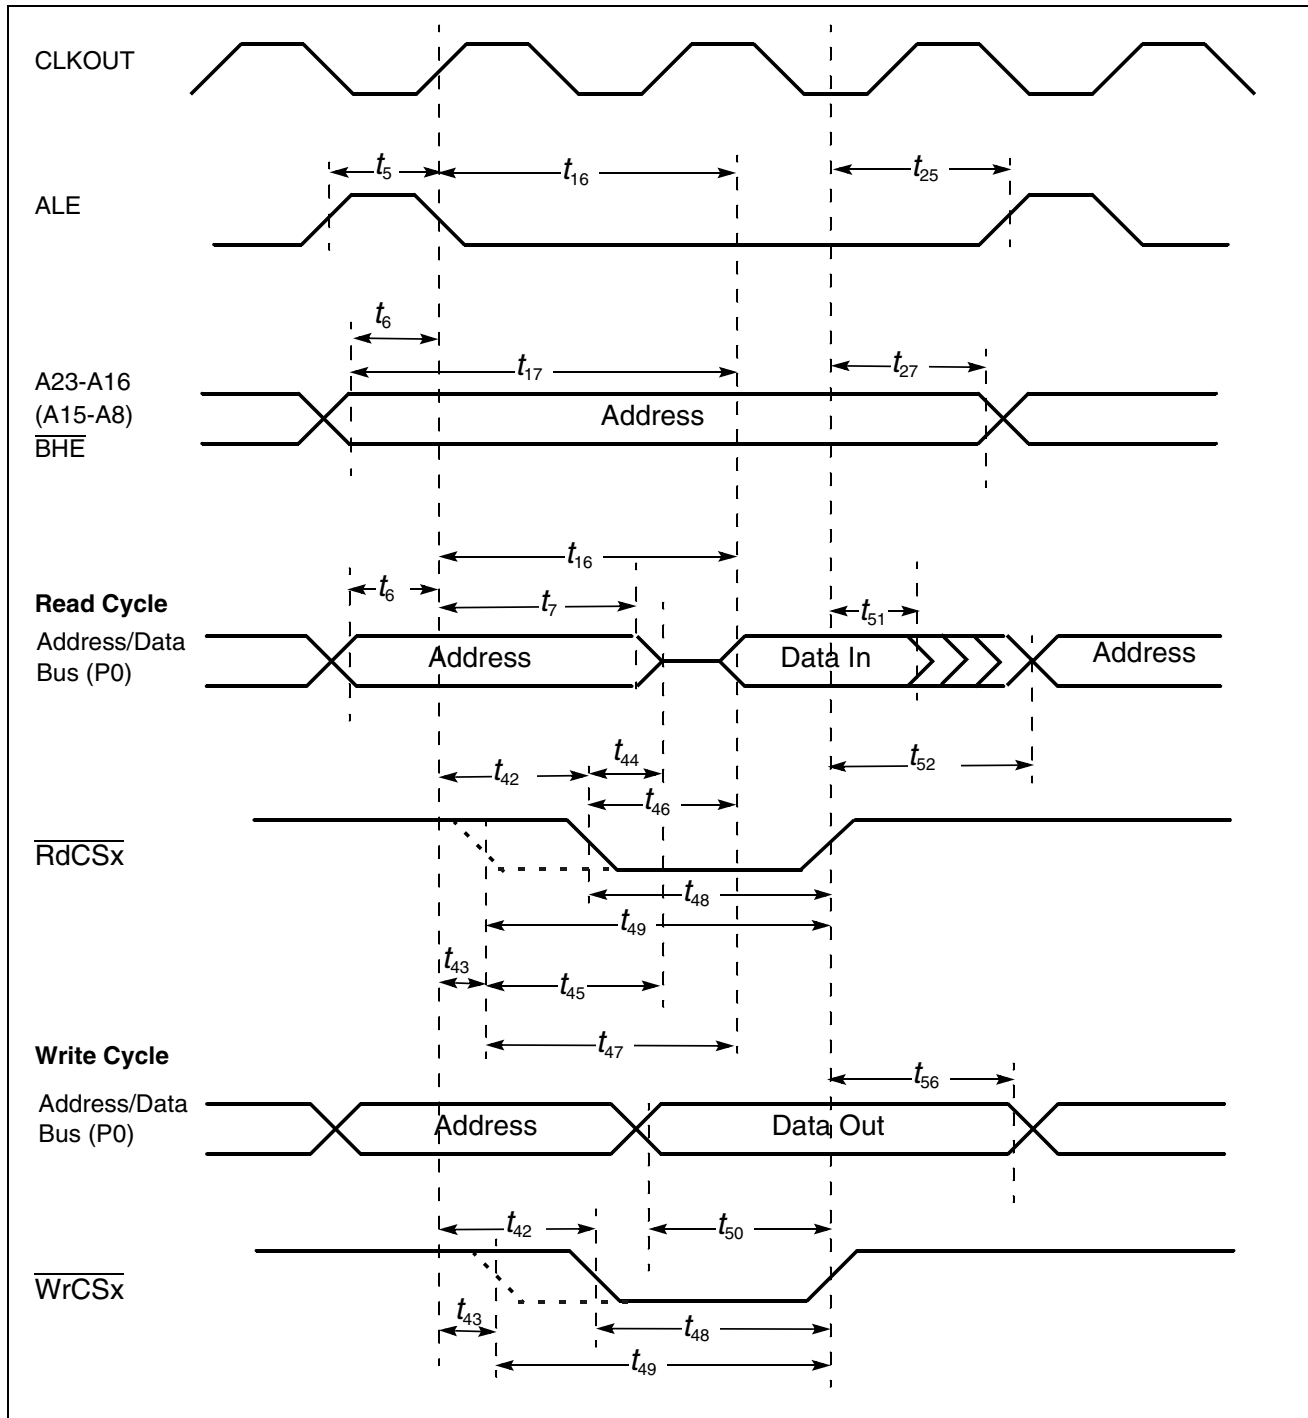 CLKOUT
t5
t16
t25
ALE
t6
t17
t27
A23-A16
(A15-A8)
BHE
Address
t16
t6
t7
t51
Read Cycle
Address/Data
Bus (P0)
Address
Data In
Address
t42
t44
t52
t46
RdCSx
t48
t49
t43
t45
t47
Write Cycle
t56
Address/Data
Bus (P0)
Address
Data Out
t42
t50
WrCSx
t43
t48
t49